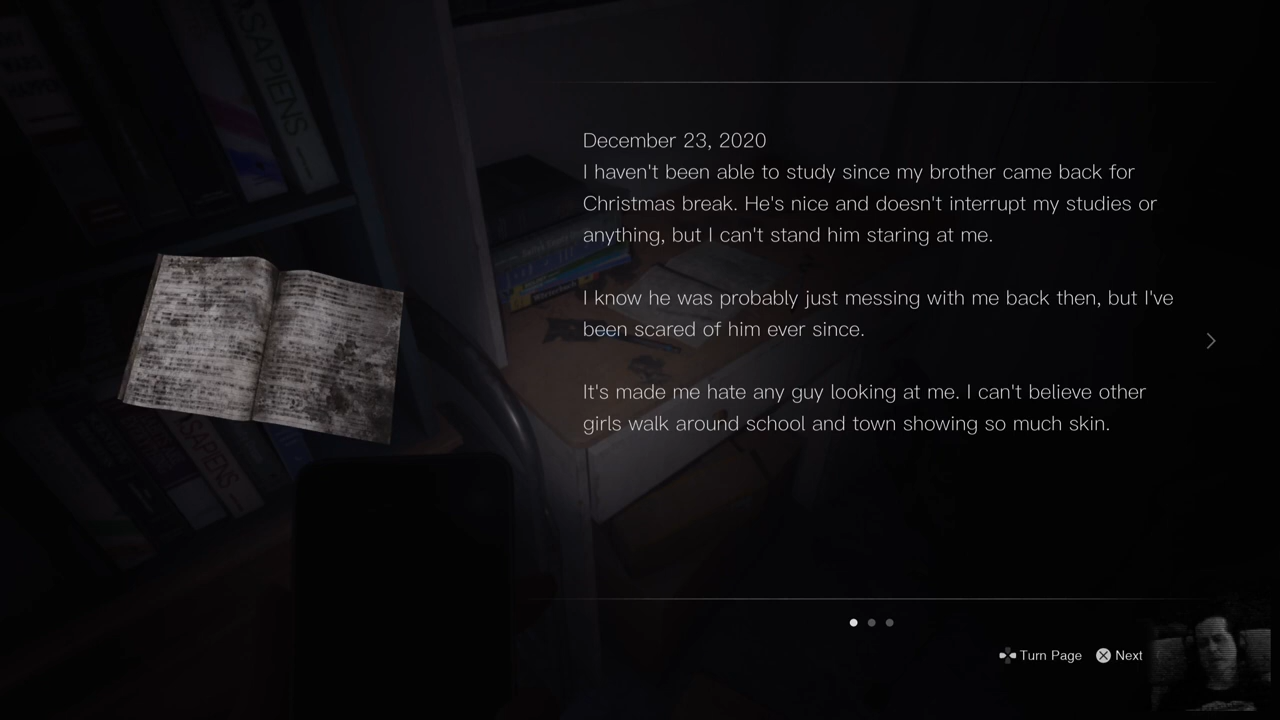 SAPIENS
December 23, 2020
I haven't been able to study since my brother came back for
Christmas break. He's nice and doesn't interrupt my studies or
anything, but I can't stand him staring at me.
I know he was probably just messing with me back then, but I've
been scared of him ever since.
It's made me hate any guy looking at me. I can't believe other
girls walk around school and town showing so much skin.
SAPIENS
Turn Page Next